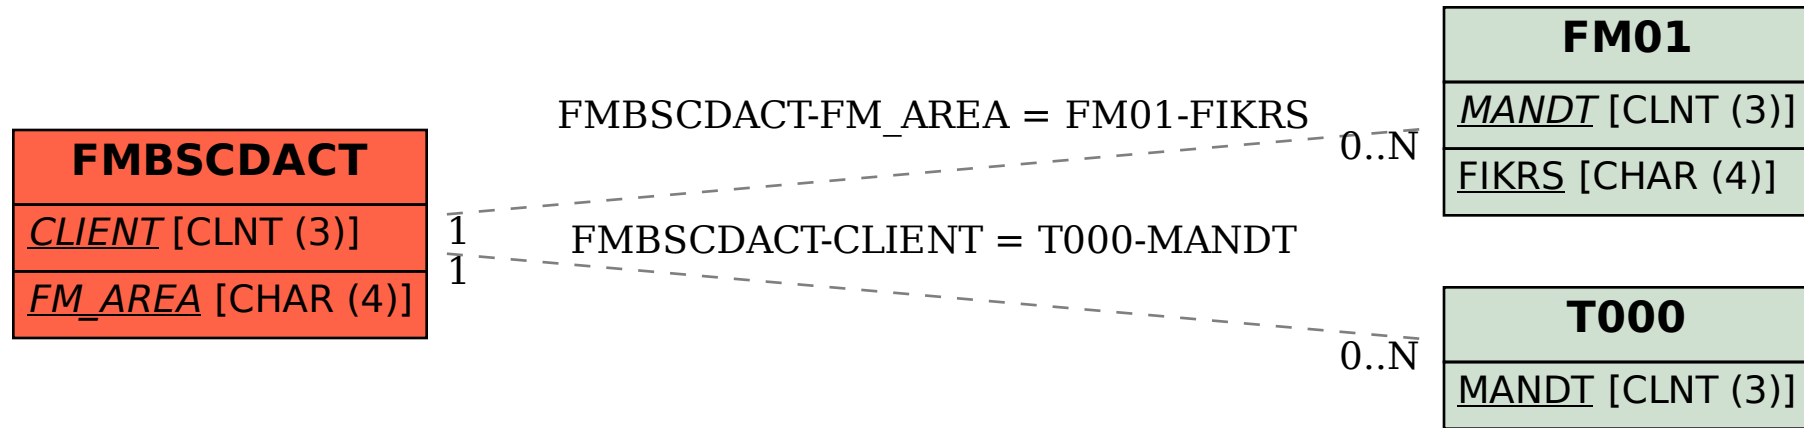 FMBSCDACT
CLIENT [CLNT (3)]
FM_AREA [CHAR (4)]
FMBSCDACT-FM_AREA = FM01-FIKRS
1
0..N
FMBSCDACT-CLIENT = T000-MANDT
1
0..N
FM01
MANDT [CLNT (3)]
FIKRS [CHAR (4)]
T000
MANDT [CLNT (3)]